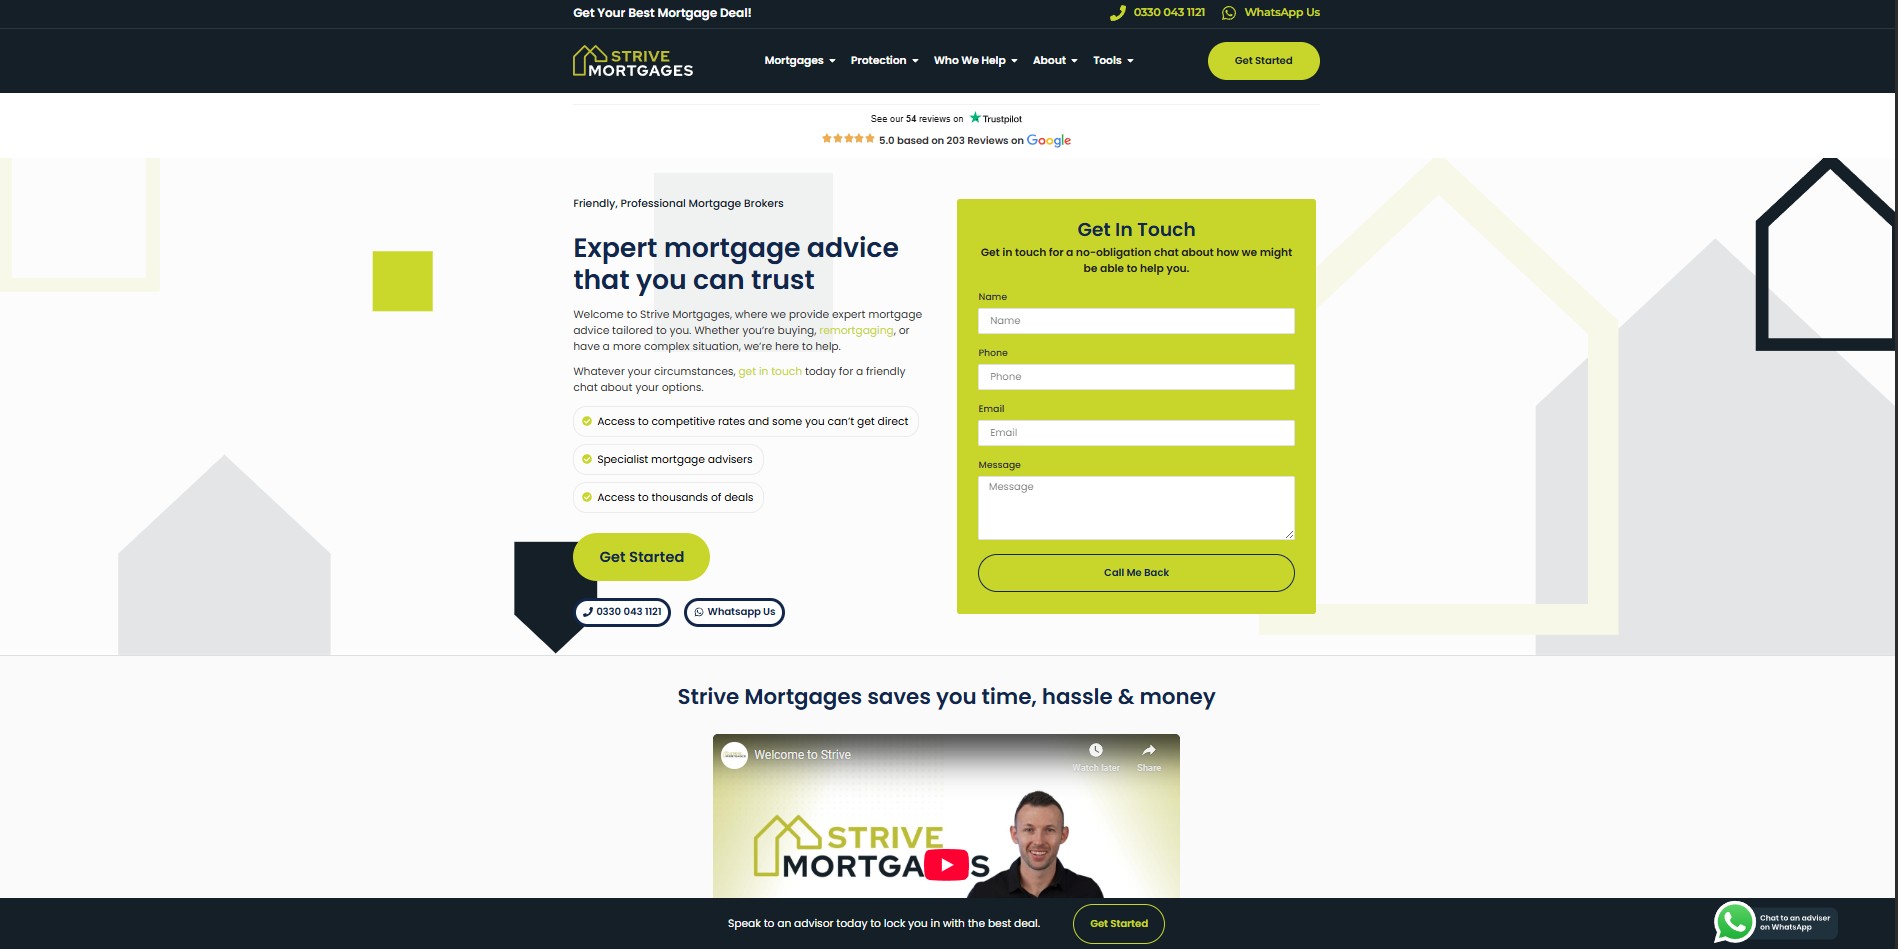 Get Your Best Mortgage Deal!
0330 043 1121
WhatsApp Us
STRIVE
MORTGAGES
Mortgages
Protection
Who We Help
About
Tools
Get Started
See our 54 reviews on Trustpilot
5.0 based on 203 Reviews on Google
Friendly, Professional Mortgage Brokers
Expert mortgage advice
that you can trust
Welcome to Strive Mortgages, where we provide expert mortgage
advice tailored to you. Whether you’re buying, remortgaging, or
have a more complex situation, we’re here to help.
Whatever your circumstances, get in touch today for a friendly
chat about your options.
Access to competitive rates and some you can’t get direct
Specialist mortgage advisers
Access to thousands of deals
Get Started
0330 043 1121
Whatsapp Us
Get In Touch
Get in touch for a no-obligation chat about how we might
be able to help you.
Name
Name
Phone
Phone
Email
Email
Message
Message
Call Me Back
Strive Mortgages saves you time, hassle & money
Welcome to Strive
Watch later
Share
STRIVE
MORTGAGES
Speak to an advisor today to lock you in with the best deal.
Get Started
Chat to an adviser
on WhatsApp